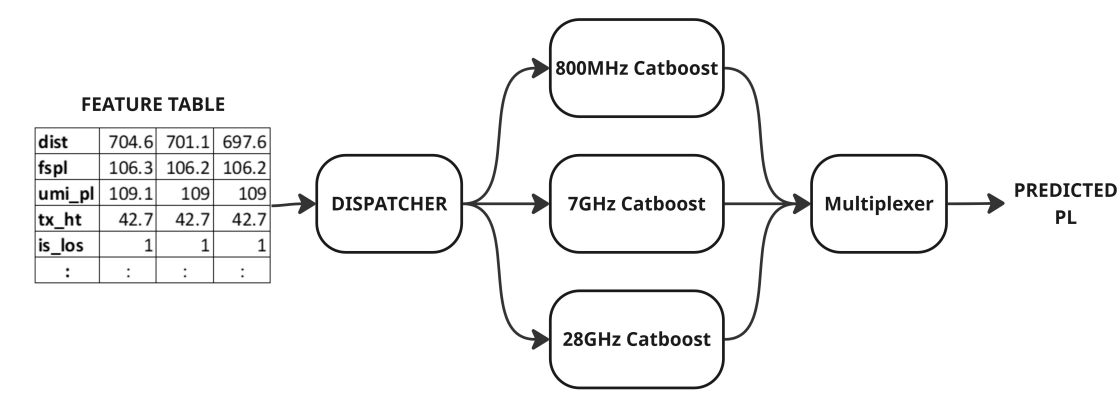 FEATURE TABLE
dist 704.6 701.1 697.6
fspl 106.3 106.2 106.2
umi_pl 109.1 109 109
tx_ht 42.7 42.7 42.7
is_los 1 1 1
: : : :
DISPATCHER
800MHz Catboost
7GHz Catboost
28GHz Catboost
Multiplexer
PREDICTED
PL